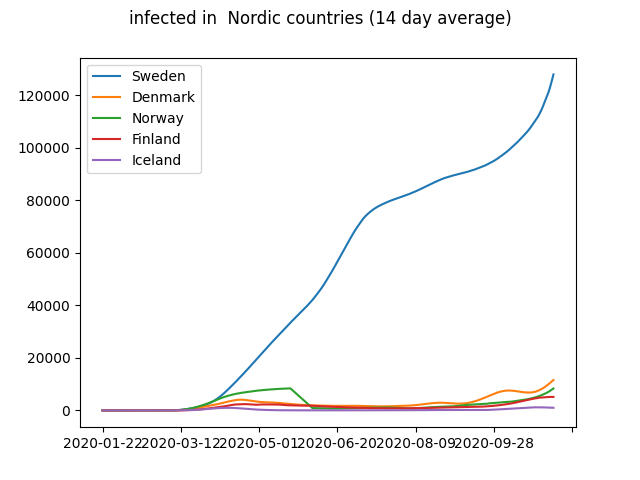 infected in  Nordic countries (14 day average)
Sweden
Denmark
Norway
Finland
Iceland
120000
100000
80000
60000
40000
20000
0
2020-01-22 2020-03-12 2020-05-01 2020-06-20 2020-08-09 2020-09-28